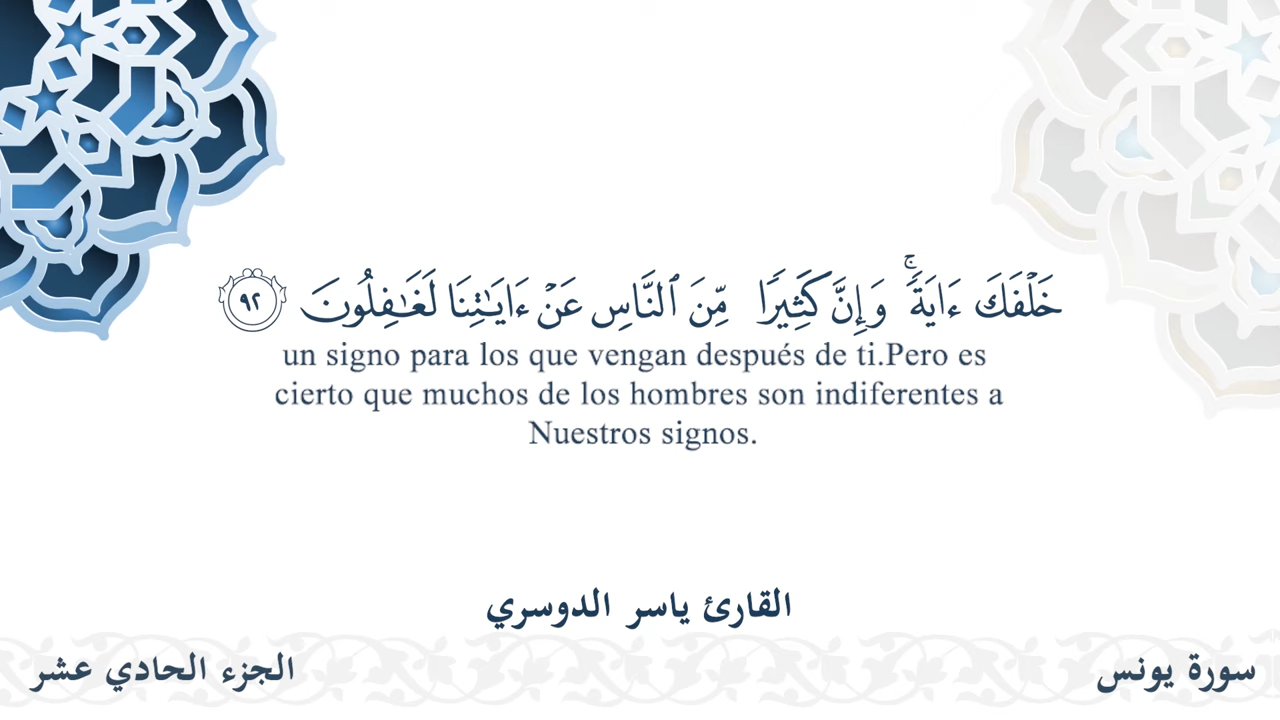 خَلْفَكَ ءَايَةً ۚ وَإِنَّ كَثِيرًا مِّنَ ٱلنَّاسِ عَنْ ءَايَـٰتِنَا لَغَـٰفِلُونَ ٩٢
un signo para los que vengan después de ti.Pero es
cierto que muchos de los hombres son indiferentes a
Nuestros signos.
القارئ ياسر الدوسري
سورة يونس
الجزء الحادي عشر